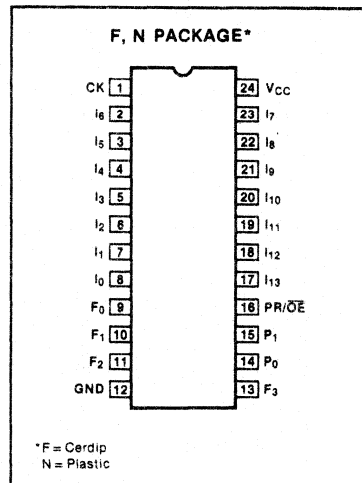 F, N PACKAGE*
CK 1 24 VCC
I6 2 23 I7
I5 3 22 I8
I4 4 21 I9
I3 5 20 I10
I2 6 19 I11
I1 7 18 I12
I0 8 17 I13
F0 9 16 PR/O̅E̅
F1 10 15 P1
F2 11 14 P0
GND 12 13 F3
*F = Cerdip
N = Plastic